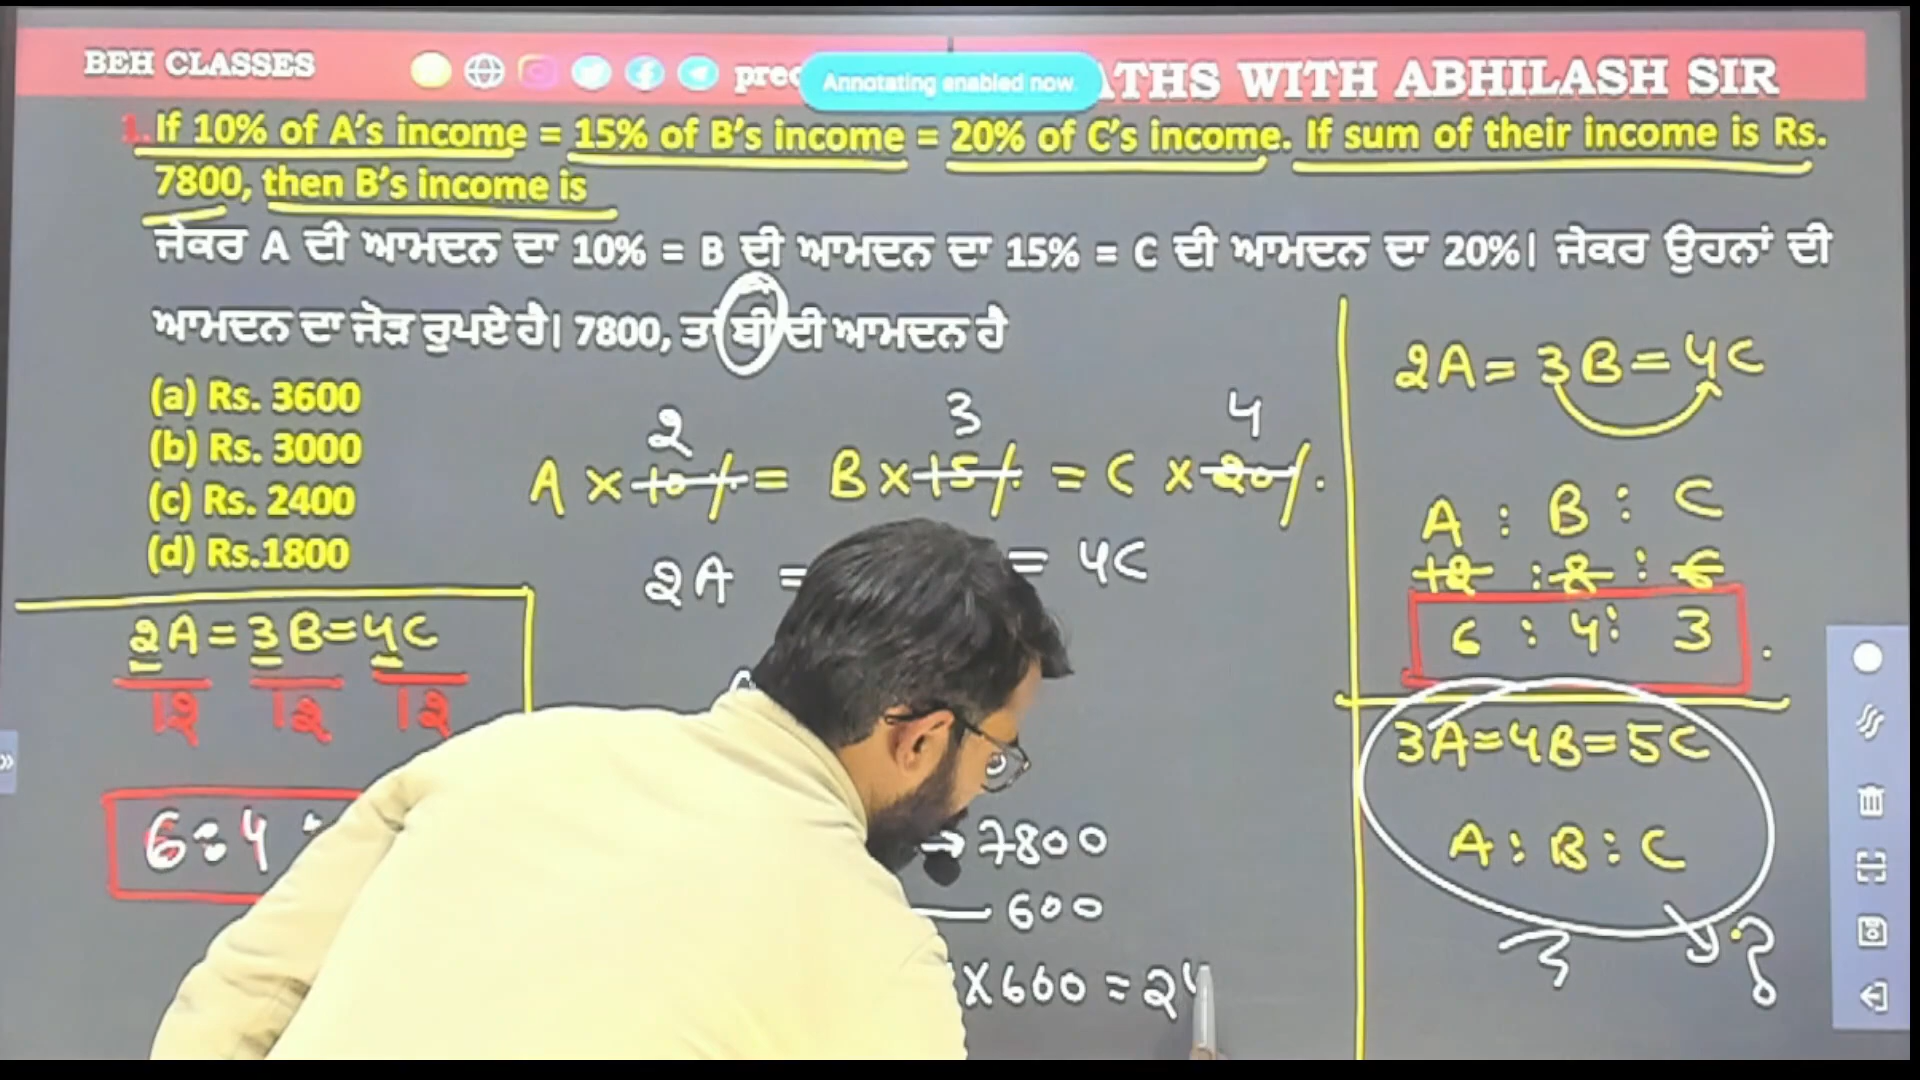 BEH CLASSES
Annotating enabled now
ATHS WITH ABHILASH SIR
1. If 10% of A's income = 15% of B's income = 20% of C's income. If sum of their income is Rs.
7800, then B's income is
ਜੇਕਰ A ਦੀ ਆਮਦਨ ਦਾ 10% = B ਦੀ ਆਮਦਨ ਦਾ 15% = C ਦੀ ਆਮਦਨ ਦਾ 20%| ਜੇਕਰ ਉਹਨਾਂ ਦੀ
ਆਮਦਨ ਦਾ ਜੋੜ ਰੁਪਏ ਹੈ| 7800, ਤਾਂ ਬੀ ਦੀ ਆਮਦਨ ਹੈ
(a) Rs. 3600
(b) Rs. 3000
(c) Rs. 2400
(d) Rs.1800
2 3 4
A × 10% = B × 15% = C × 20%.
2A = = 4C
→ 7800
— 600
× 600 = 24
2A = 3B = 4C
12 12 12
6 : 4 :
2A = 3B = 4C
A : B : C
12 : 8 : 6
6 : 4 : 3
3A = 4B = 5C
A : B : C